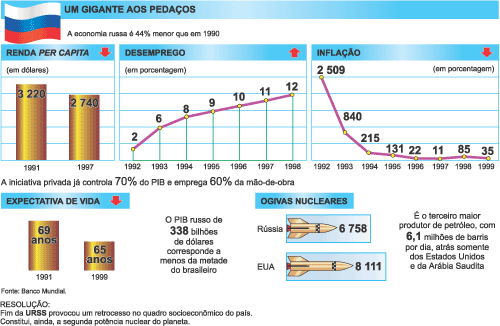 UM GIGANTE AOS PEDAÇOS
A economia russa é 44% menor que em 1990
RENDA PER CAPITA
(em dólares)
3 220
2 740
1991
1997
DESEMPREGO
(em porcentagem)
2
6
8
9
10
11
12
1992
1993
1994
1995
1996
1997
1998
INFLAÇÃO
(em porcentagem)
2 509
840
215
131
22
11
85
35
1992
1993
1994
1995
1996
1997
1998
1999
A iniciativa privada já controla 70% do PIB e emprega 60% da mão-de-obra
EXPECTATIVA DE VIDA
69
anos
65
anos
1991
1999
Fonte: Banco Mundial.
O PIB russo de
338 bilhões
de dólares
corresponde a
menos da metade
do brasileiro
OGIVAS NUCLEARES
Rússia
6 758
EUA
8 111
É o terceiro maior
produtor de petróleo, com
6,1 milhões de barris
por dia, atrás somente
dos Estados Unidos
e da Arábia Saudita
RESOLUÇÃO:
Fim da URSS provocou um retrocesso no quadro socioeconômico do país.
Constitui, ainda, a segunda potência nuclear do planeta.